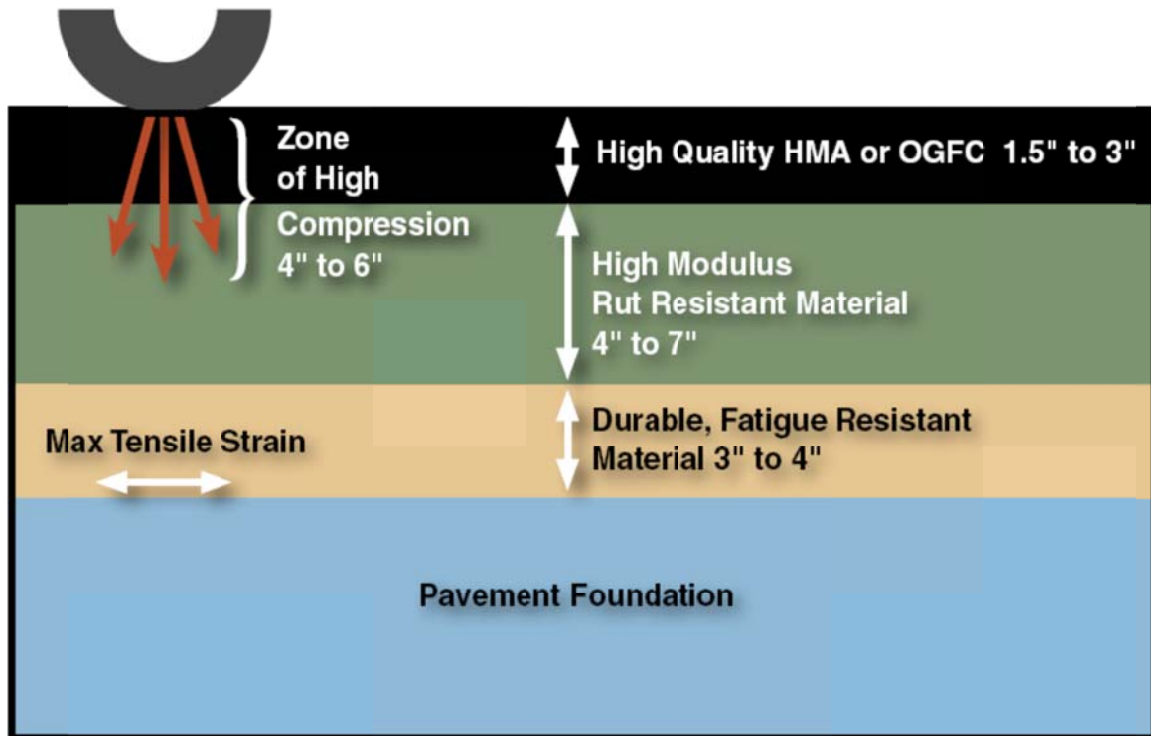 Zone
of High
Compression
4" to 6"
High Quality HMA or OGFC 1.5" to 3"
High Modulus
Rut Resistant Material
4" to 7"
Max Tensile Strain
Durable, Fatigue Resistant
Material 3" to 4"
Pavement Foundation